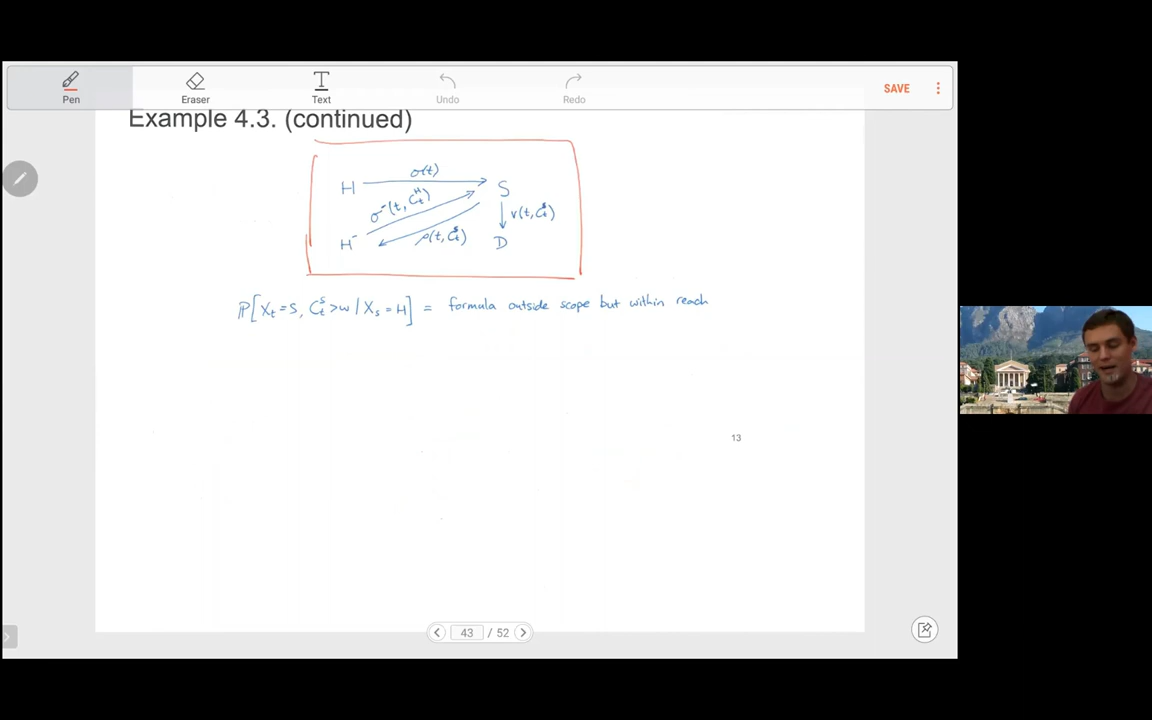 Pen
Eraser
Text
Undo
Redo
SAVE
Example 4.3. (continued)
H σ(t) S
σ⁻(t, Cₜᴴ) ν(t, Cₜˢ)
H⁻ ρ(t, Cₜˢ) D
ℙ[Xₜ = S, Cₜˢ > w / Xₛ = H] = formula outside scope but within reach
13
43 / 52